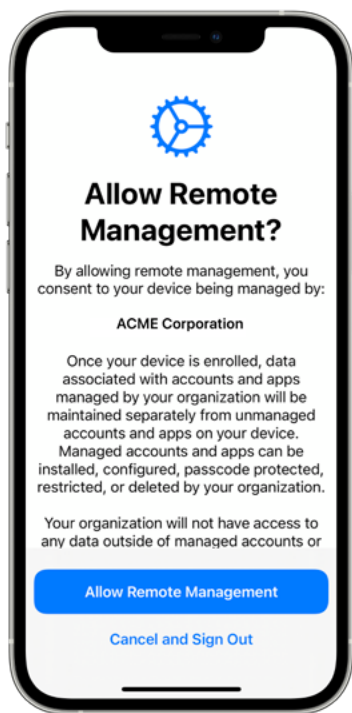 Allow Remote
Management?
By allowing remote management, you
consent to your device being managed by:
ACME Corporation
Once your device is enrolled, data
associated with accounts and apps
managed by your organization will be
maintained separately from unmanaged
accounts and apps on your device.
Managed accounts and apps can be
installed, configured, passcode protected,
restricted, or deleted by your organization.
Your organization will not have access to
any data outside of managed accounts or
Allow Remote Management
Cancel and Sign Out